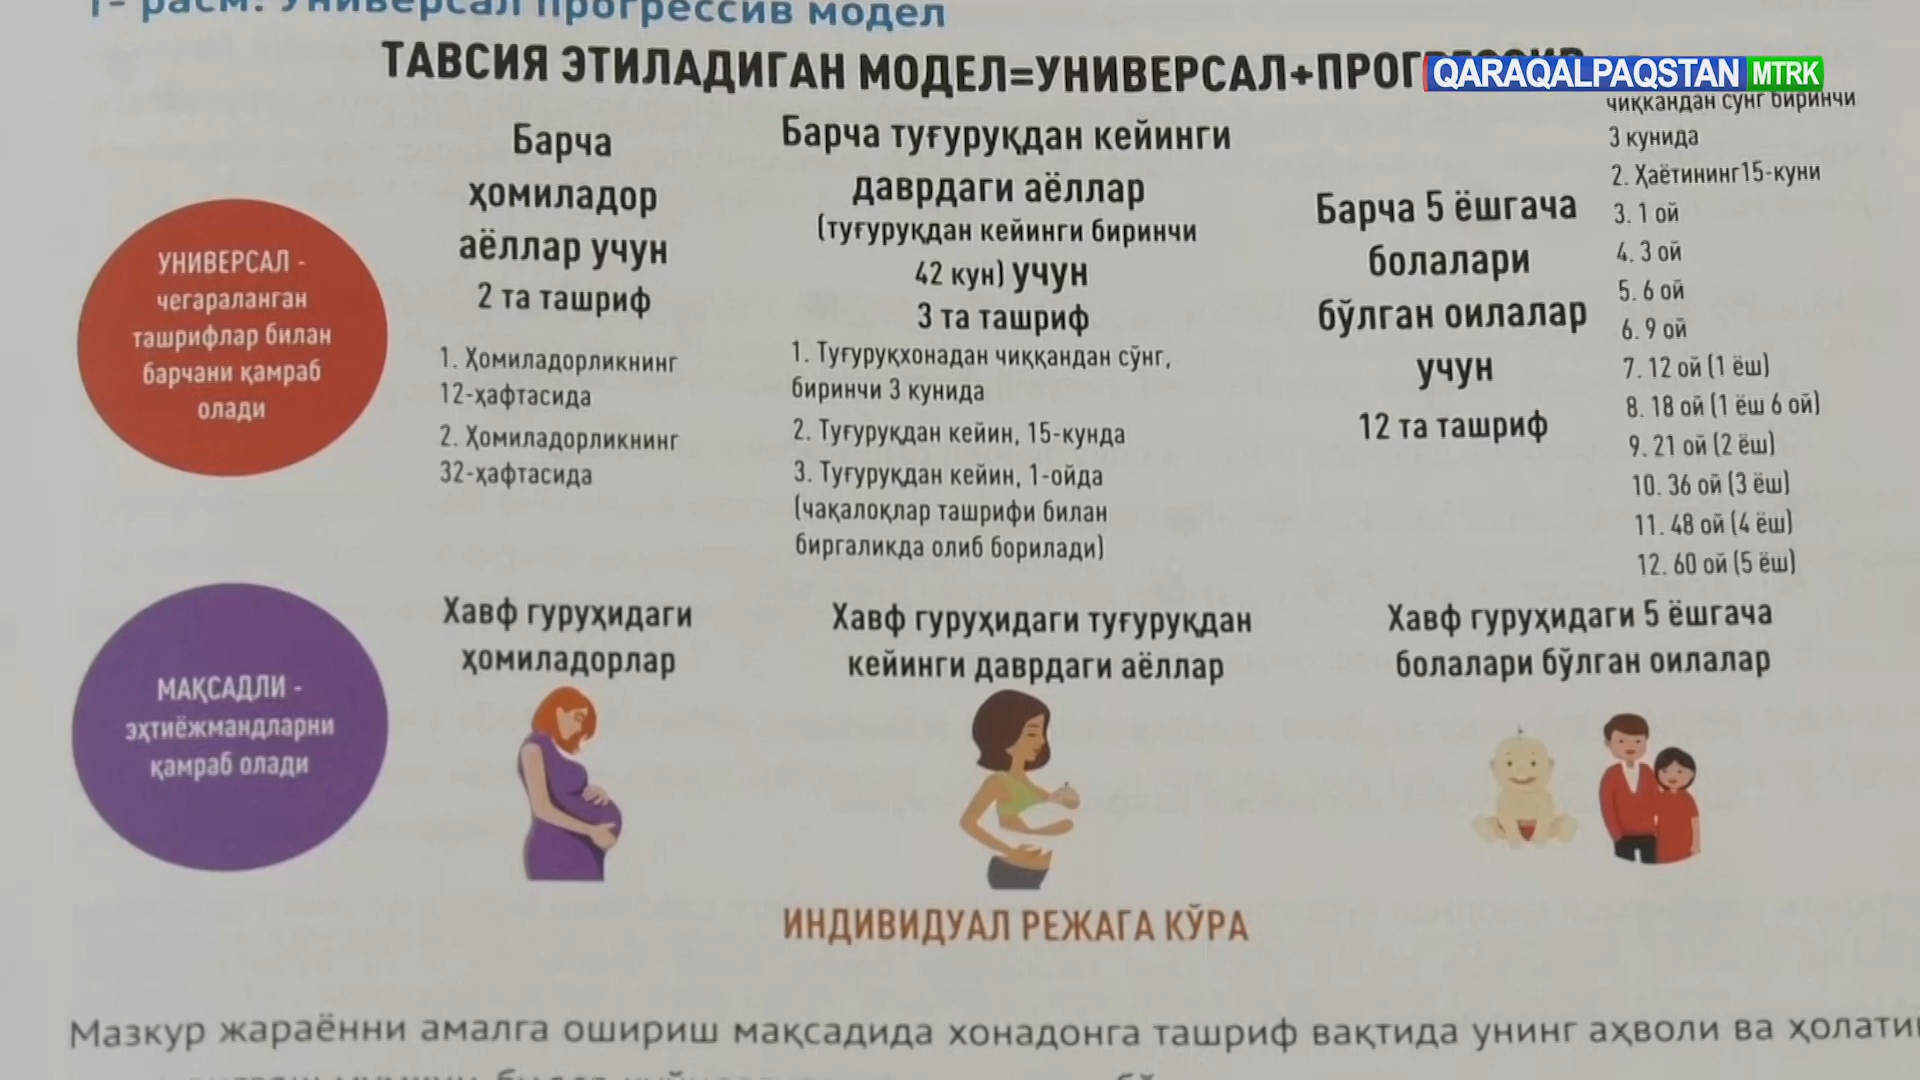 1- расм. Универсал прогрессив модел
ТАВСИЯ ЭТИЛАДИГАН МОДЕЛ=УНИВЕРСАЛ+
QARAQALPAQSTAN MTRK
УНИВЕРСАЛ -
чегараланган
ташрифлар билан
барчани қамраб
олади
Барча
ҳомиладор
аёллар учун
2 та ташриф
1. Ҳомиладорликнинг
12-ҳафтасида
2. Ҳомиладорликнинг
32-ҳафтасида
Барча туғуруқдан кейинги
даврдаги аёллар
(туғуруқдан кейинги биринчи
42 кун) учун
3 та ташриф
1. Туғуруқхонадан чиққандан сўнг,
биринчи 3 кунида
2. Туғуруқдан кейин, 15-кунда
3. Туғуруқдан кейин, 1-ойда
(чақалоқлар ташрифи билан
биргаликда олиб борилади)
Барча 5 ёшгача
болалари
бўлган оилалар
учун
12 та ташриф
чиққандан сўнг биринчи
3 кунида
2. Ҳаётининг15-куни
3. 1 ой
4. 3 ой
5. 6 ой
6. 9 ой
7. 12 ой (1 ёш)
8. 18 ой (1 ёш 6 ой)
9. 21 ой (2 ёш)
10. 36 ой (3 ёш)
11. 48 ой (4 ёш)
12. 60 ой (5 ёш)
МАҚСАДЛИ -
эҳтиёжмандларни
қамраб олади
Хавф гуруҳидаги
ҳомиладорлар
Хавф гуруҳидаги туғуруқдан
кейинги даврдаги аёллар
Хавф гуруҳидаги 5 ёшгача
болалари бўлган оилалар
ИНДИВИДУАЛ РЕЖАГА КЎРА
Мазкур жараённи амалга ошириш мақсадида хонадонга ташриф вақтида унинг аҳволи ва